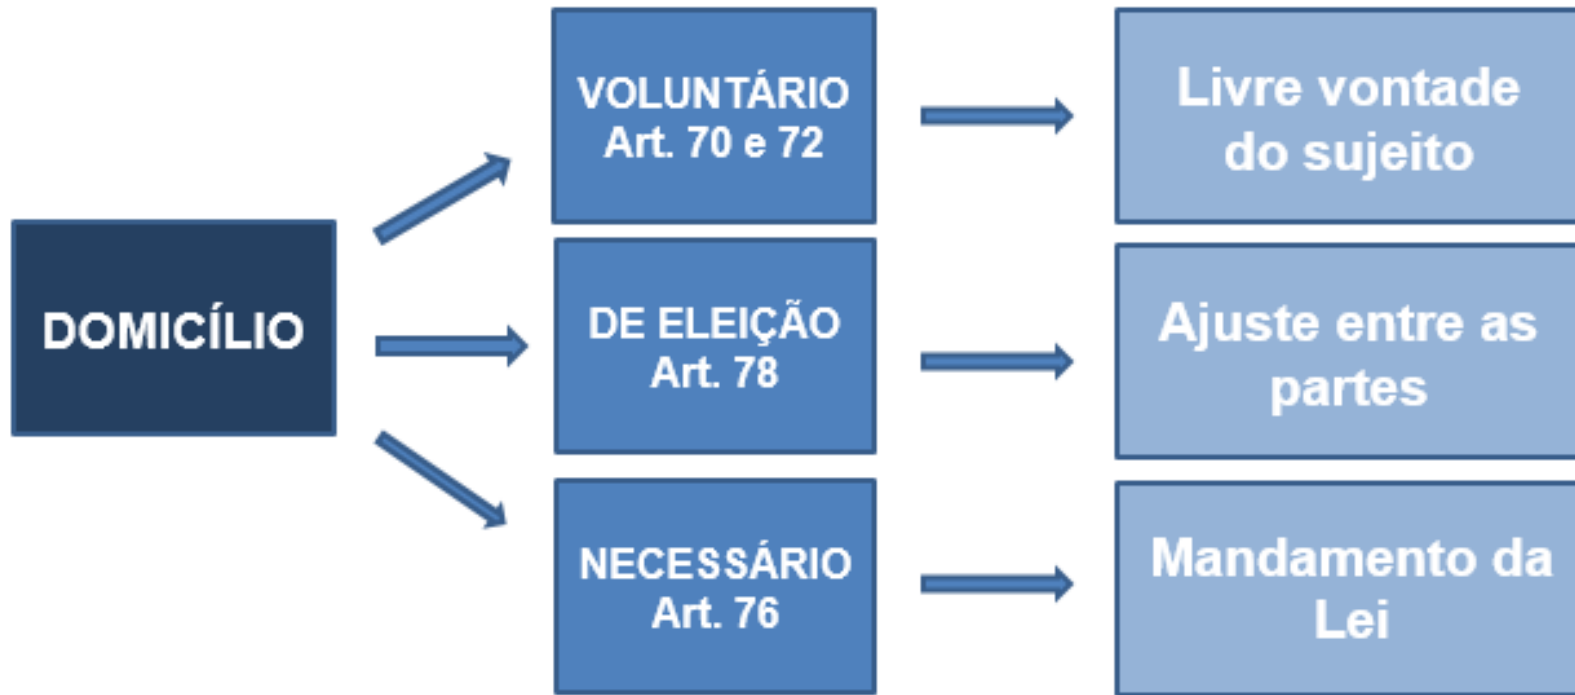 DOMICÍLIO
VOLUNTÁRIO
Art. 70 e 72
Livre vontade
do sujeito
DE ELEIÇÃO
Art. 78
Ajuste entre as
partes
NECESSÁRIO
Art. 76
Mandamento da
Lei